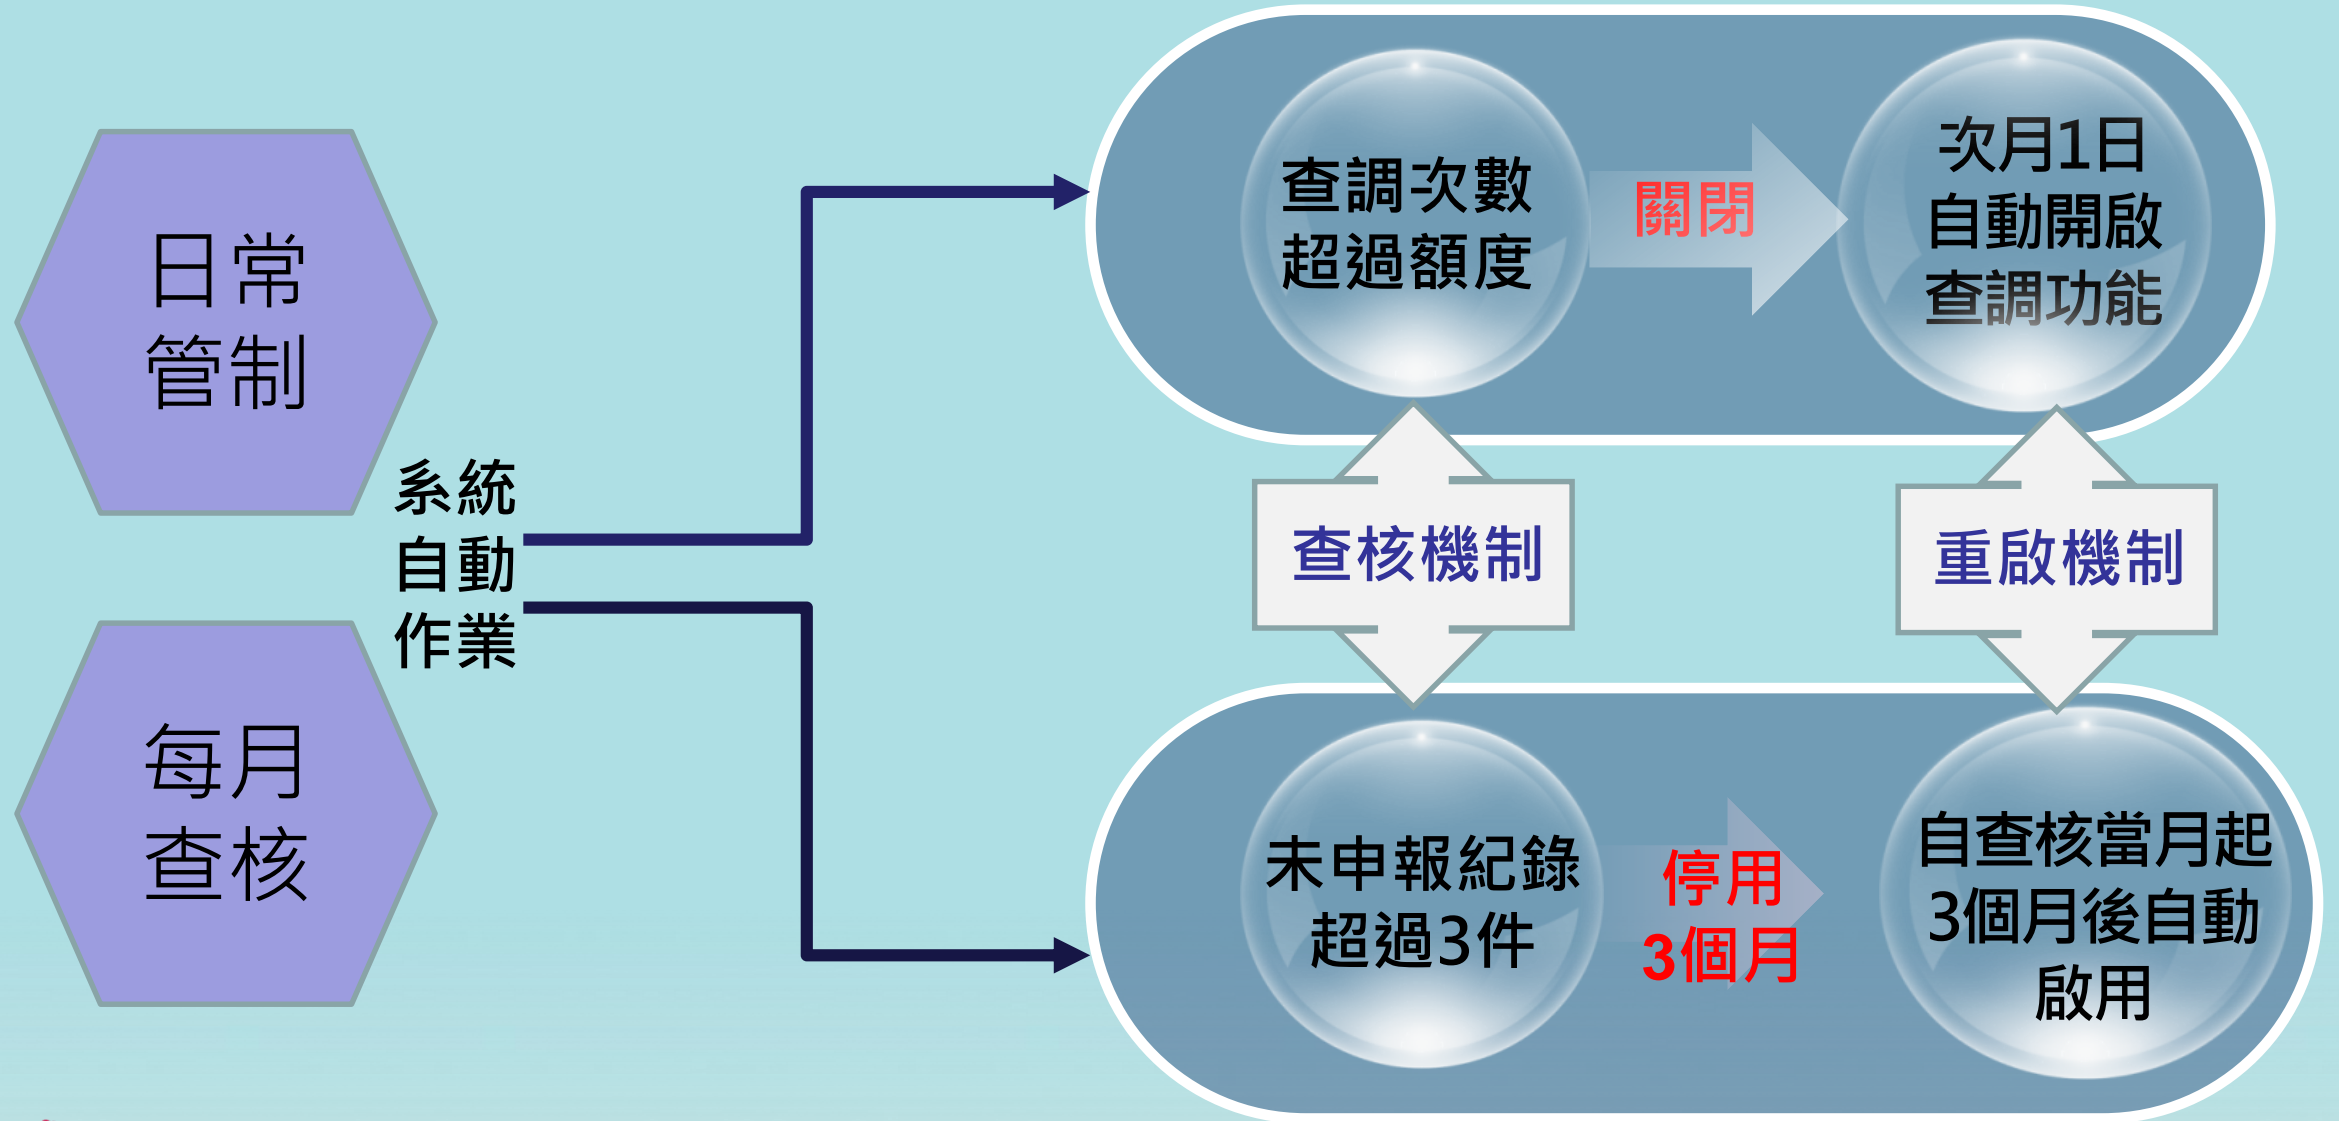 日常
管制
每月
查核
系統
自動
作業
查調次數
超過額度
關閉
次月1日
自動開啟
查調功能
查核機制
重啟機制
未申報紀錄
超過3件
停用
3個月
自查核當月起
3個月後自動
啟用